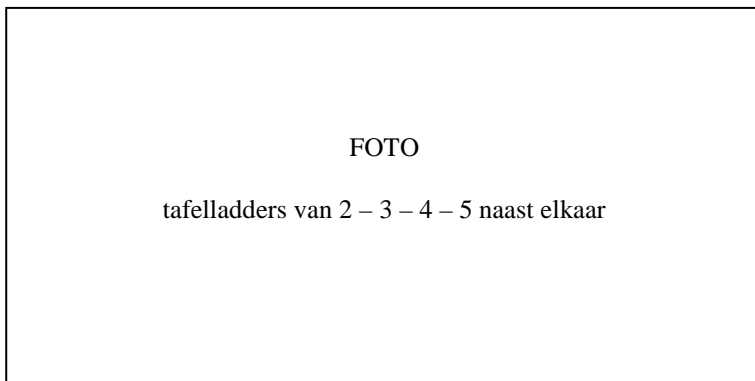 FOTO
tafelladders van 2 – 3 – 4 – 5 naast elkaar